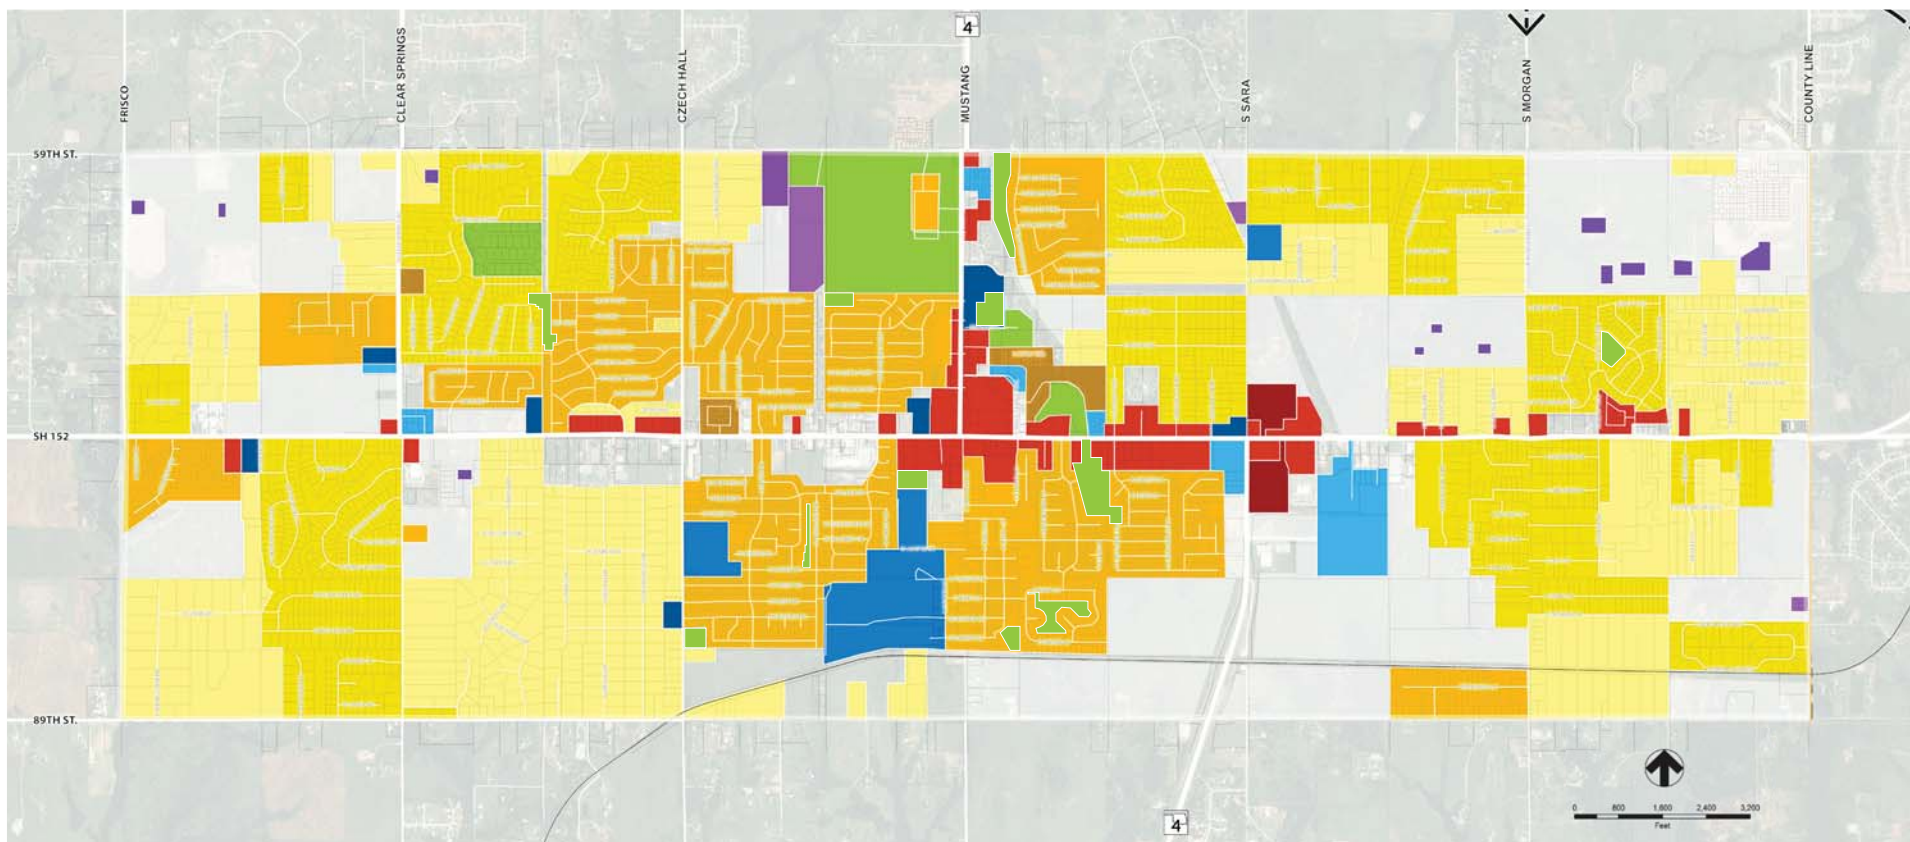 4
FRISCO
CLEAR SPRINGS
CZECH HALL
MUSTANG
S SARA
S MORGAN
COUNTY LINE
59TH ST.
SH 152
89TH ST.
0 800 1,600 2,400 3,200
Feet
4